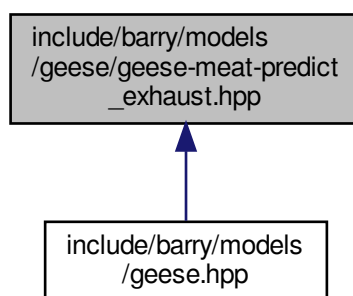 include/barry/models
/geese/geese-meat-predict
_exhaust.hpp
include/barry/models
/geese.hpp